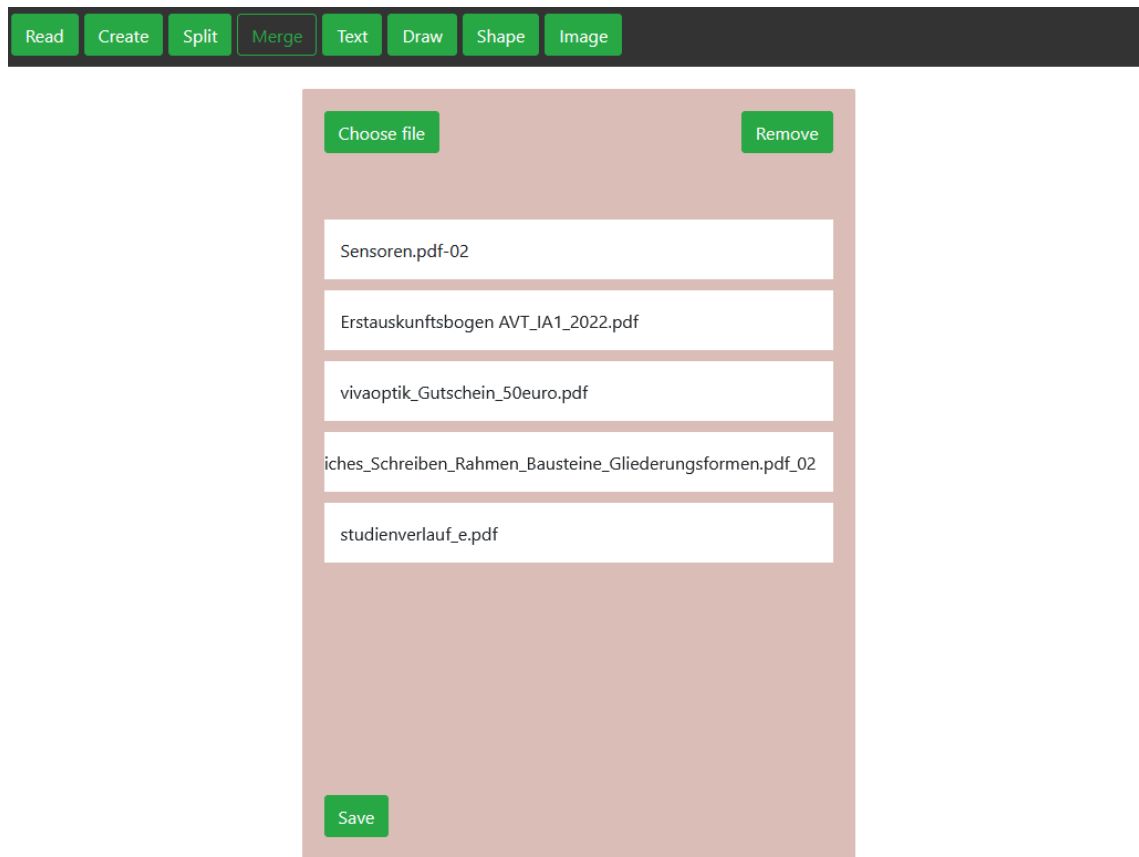 Read Create Split Merge Text Draw Shape Image
Choose file Remove
Sensoren.pdf-02
Erstauskunftsbogen AVT_IA1_2022.pdf
vivaoptik_Gutschein_50euro.pdf
iches_Schreiben_Rahmen_Bausteine_Gliederungsformen.pdf_02
studienverlauf_e.pdf
Save